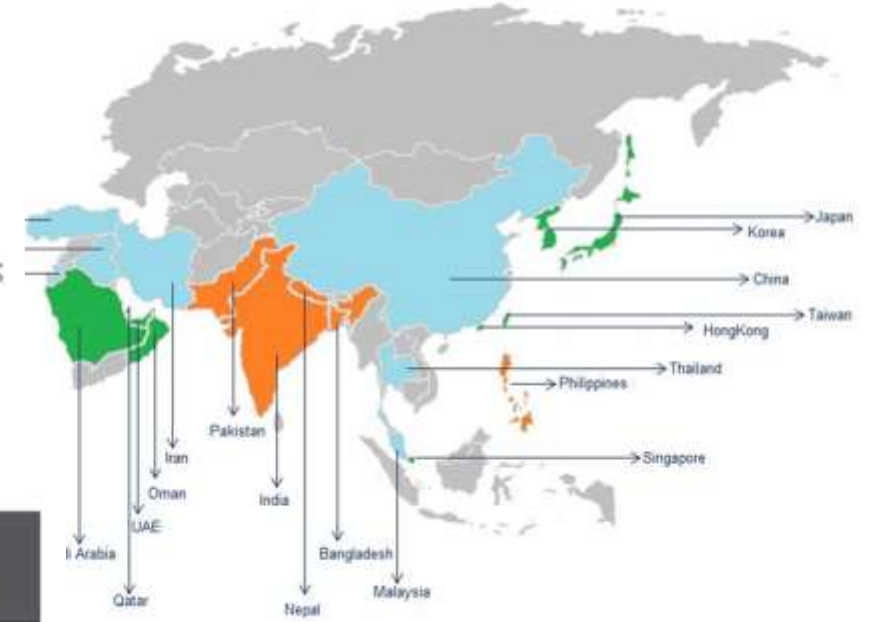 Japan
Korea
China
Taiwan
HongKong
Thailand
Philippines
Singapore
Pakistan
Iran
Oman
India
UAE
i Arabia
Bangladesh
Malaysia
Qatar
Nepal